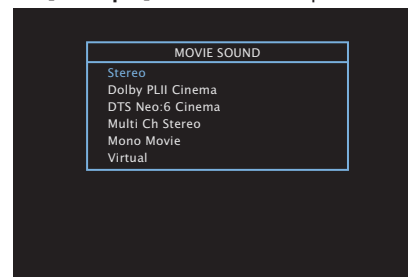 MOVIE SOUND
Stereo
Dolby PLII Cinema
DTS Neo:6 Cinema
Multi Ch Stereo
Mono Movie
Virtual